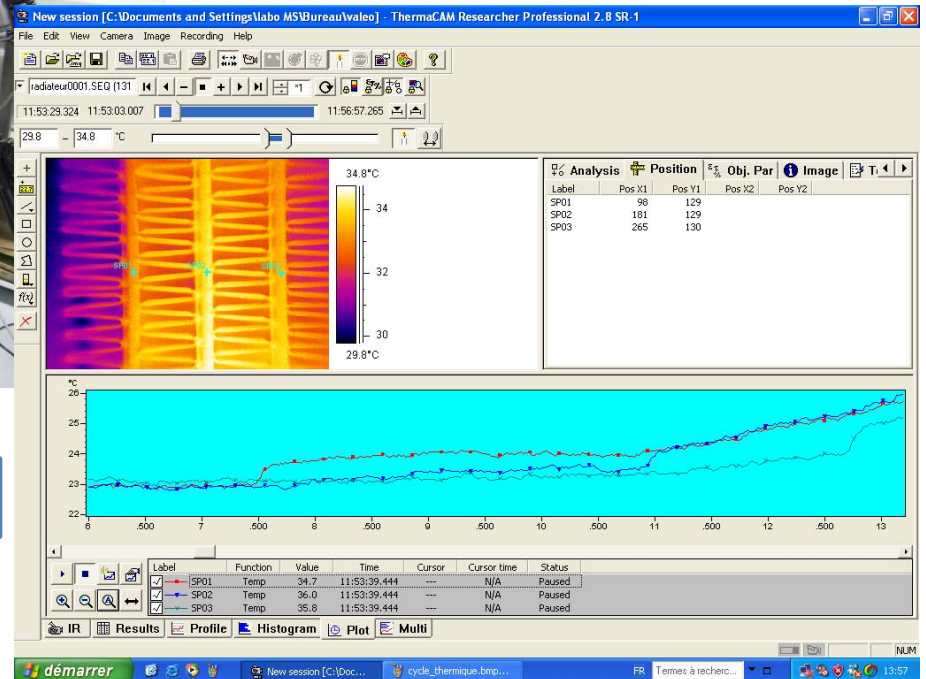 New session [C:\Documents and Settings\labo MS\Bureau\valeo] - ThermaCAM Researcher Professional 2.8 SR-1
File Edit View Camera Image Recording Help
radiateur0001.SEQ (131
11:53:29.324 11:53:03.007 11:56:57.265
29.8 - 34.8 °C
34.8°C
34
32
30
29.8°C
SP01
Analysis Position Obj. Par Image
Label Pos X1 Pos Y1 Pos X2 Pos Y2
SP01 98 129
SP02 181 129
SP03 265 130
°C
26
25
24
23
22
6 .500 7 .500 8 .500 9 .500 10 .500 11 .500 12 .500 13
Label Function Value Time Cursor Cursor time Status
SP01 Temp 34.7 11:53:39.444 --- N/A Paused
SP02 Temp 36.0 11:53:39.444 --- N/A Paused
SP03 Temp 35.8 11:53:39.444 --- N/A Paused
IR Results Profile Histogram Plot Multi
NUM
démarrer New session [C:\Doc... cycle_thermique.bmp... FR Termes à recherc... 13:57